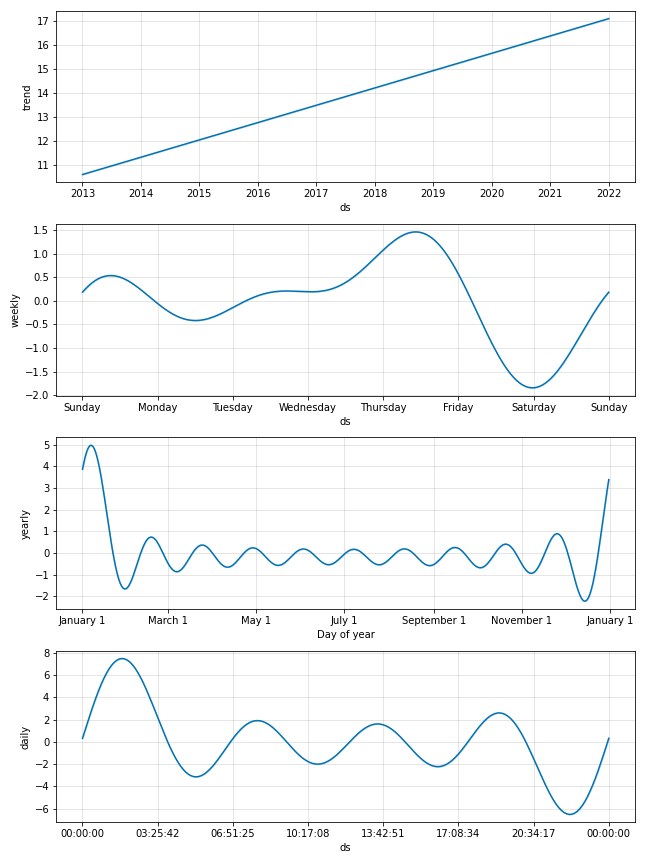 17
16
15
14
13
12
11
trend
2013 2014 2015 2016 2017 2018 2019 2020 2021 2022
ds
1.5
1.0
0.5
0.0
−0.5
−1.0
−1.5
−2.0
weekly
Sunday Monday Tuesday Wednesday Thursday Friday Saturday Sunday
ds
5
4
3
2
1
0
−1
−2
yearly
January 1 March 1 May 1 July 1 September 1 November 1 January 1
Day of year
8
6
4
2
0
−2
−4
−6
daily
00:00:00 03:25:42 06:51:25 10:17:08 13:42:51 17:08:34 20:34:17 00:00:00
ds